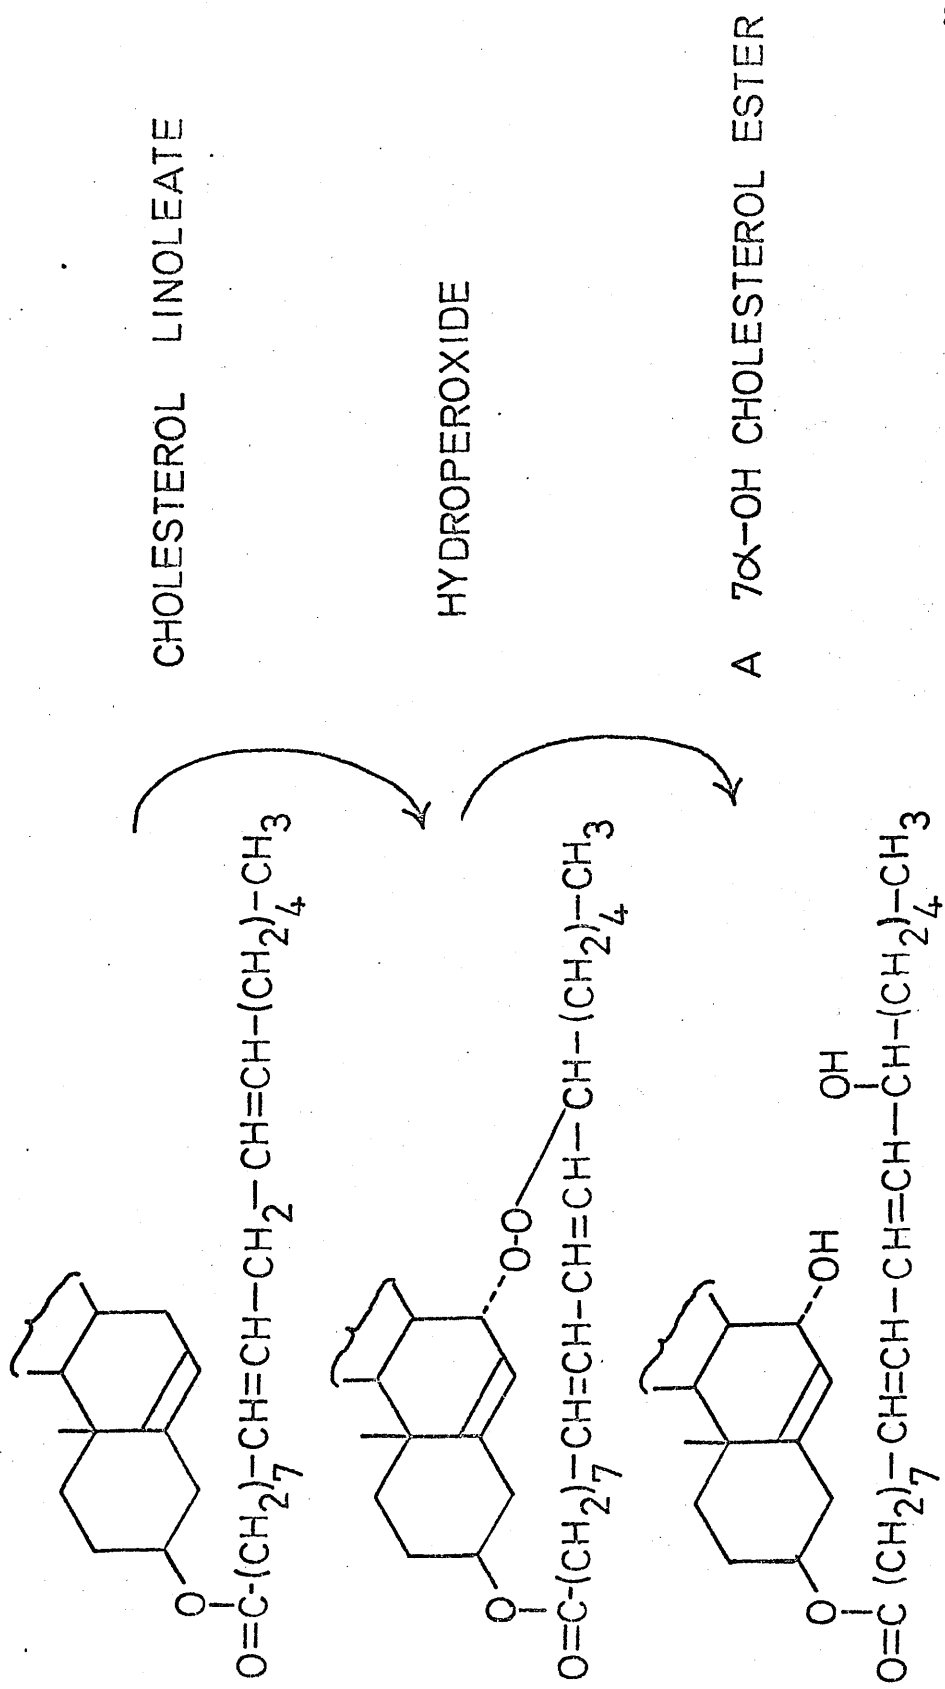 CHOLESTEROL LINOLEATE
O
O=C-(CH2)7-CH=CH-CH2-CH=CH-(CH2)4-CH3
HYDROPEROXIDE
O-O
O
O=C-(CH2)7-CH=CH-CH=CH-CH-(CH2)4-CH3
A 7α-OH CHOLESTEROL ESTER
OH
OH
O
O=C (CH2)7-CH=CH-CH=CH-CH-(CH2)4-CH3